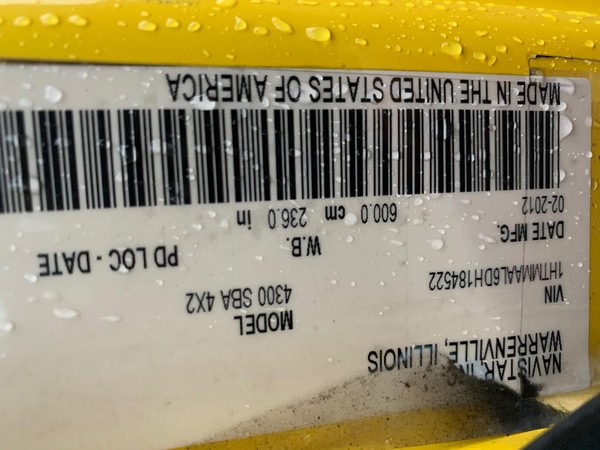 NAVISTAR, INC.
WARRENVILLE, ILLINOIS
VIN MODEL
1HTMMAAL6DH184522 4300 SBA 4X2
DATE MFG. W.B. PD LOC - DATE
02-2012 600.0 cm 236.0 in
MADE IN THE UNITED STATES OF AMERICA